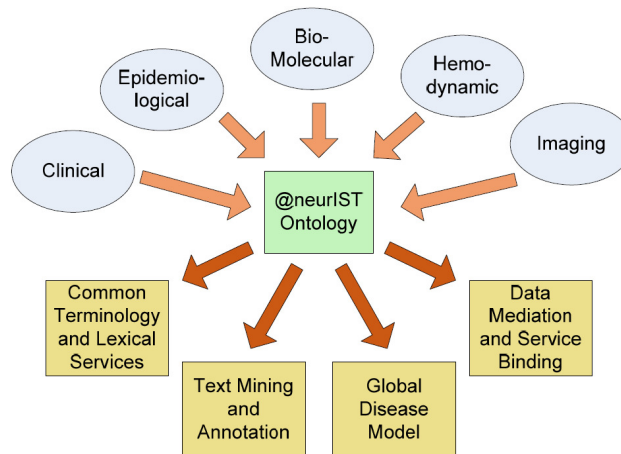 Bio-
Molecular
Epidemio-
logical
Hemo-
dynamic
Clinical
Imaging
@neurIST
Ontology
Common
Terminology
and Lexical
Services
Text Mining
and
Annotation
Global
Disease
Model
Data
Mediation
and Service
Binding